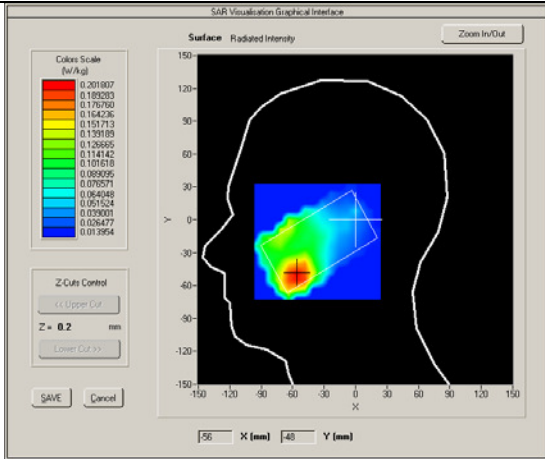 SAR Visualisation Graphical Interface
Surface Radiated Intensity
Zoom In/Out
Colors Scale
(W/kg)
0.201807
0.189283
0.176760
0.164236
0.151713
0.139189
0.126665
0.114142
0.101618
0.089095
0.076571
0.064048
0.051524
0.039001
0.026477
0.013954
Z-Cuts Control
<< Upper Cut
Z = 0.2 mm
Lower Cut >>
SAVE Cancel
150
120
90
60
30
0
-30
-60
-90
-120
-150
Y
-150 -120 -90 -60 -30 0 30 60 90 120 150
X
-56 X (mm) -48 Y (mm)